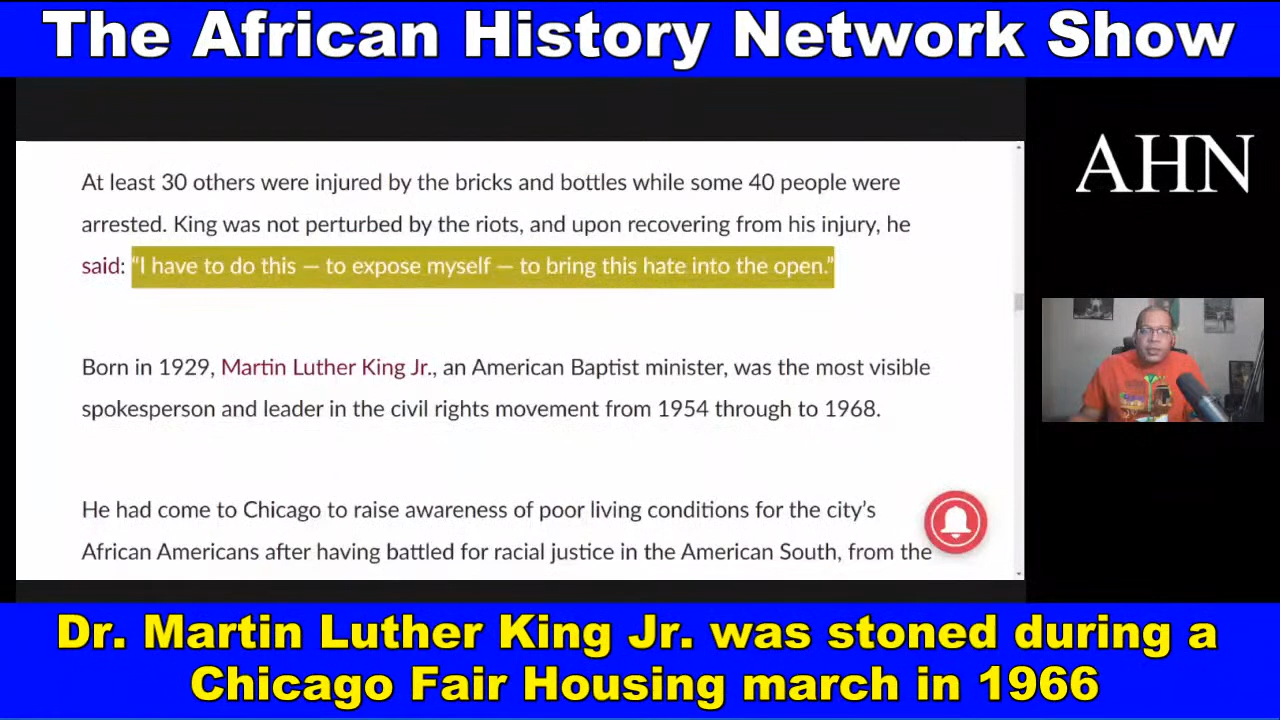 The African History Network Show
AHN
At least 30 others were injured by the bricks and bottles while some 40 people were
arrested. King was not perturbed by the riots, and upon recovering from his injury, he
said: “I have to do this — to expose myself — to bring this hate into the open.”
Born in 1929, Martin Luther King Jr., an American Baptist minister, was the most visible
spokesperson and leader in the civil rights movement from 1954 through to 1968.
He had come to Chicago to raise awareness of poor living conditions for the city’s
African Americans after having battled for racial justice in the American South, from the
Dr. Martin Luther King Jr. was stoned during a
Chicago Fair Housing march in 1966